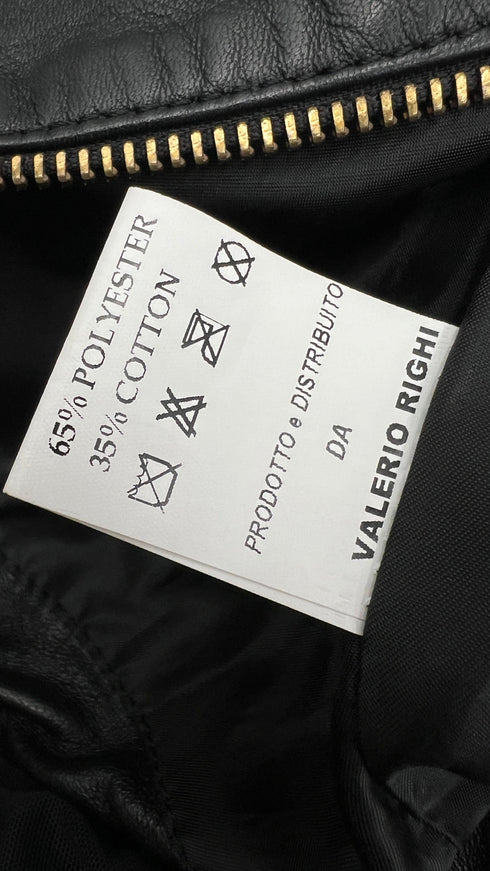 65% POLYESTER
35% COTTON
PRODOTTO e DISTRIBUITO
DA
VALERIO RIGHI